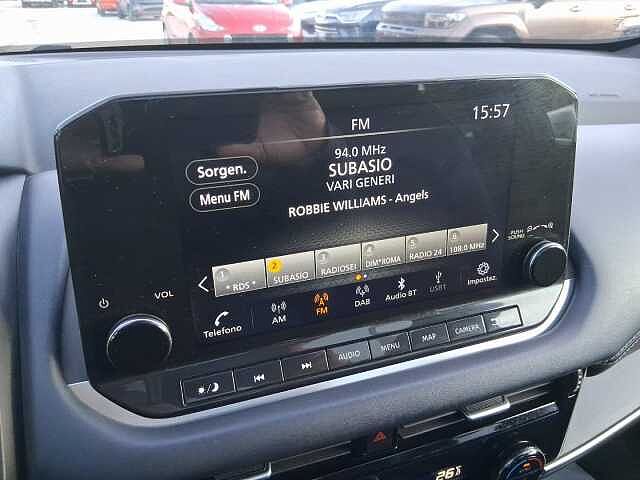 FM
15:57
94.0 MHz
SUBASIO
VARI GENERI
ROBBIE WILLIAMS - Angels
Sorgen.
Menu FM
1
* RDS *
2
SUBASIO
3
RADIOSEI
4
DIM*ROMA
5
RADIO 24
6
108.0 MHz
Telefono
AM
FM
DAB
Audio BT
USB1
Impostaz.
VOL
PUSH
SOUND
AUDIO
MENU
MAP
CAMERA
26